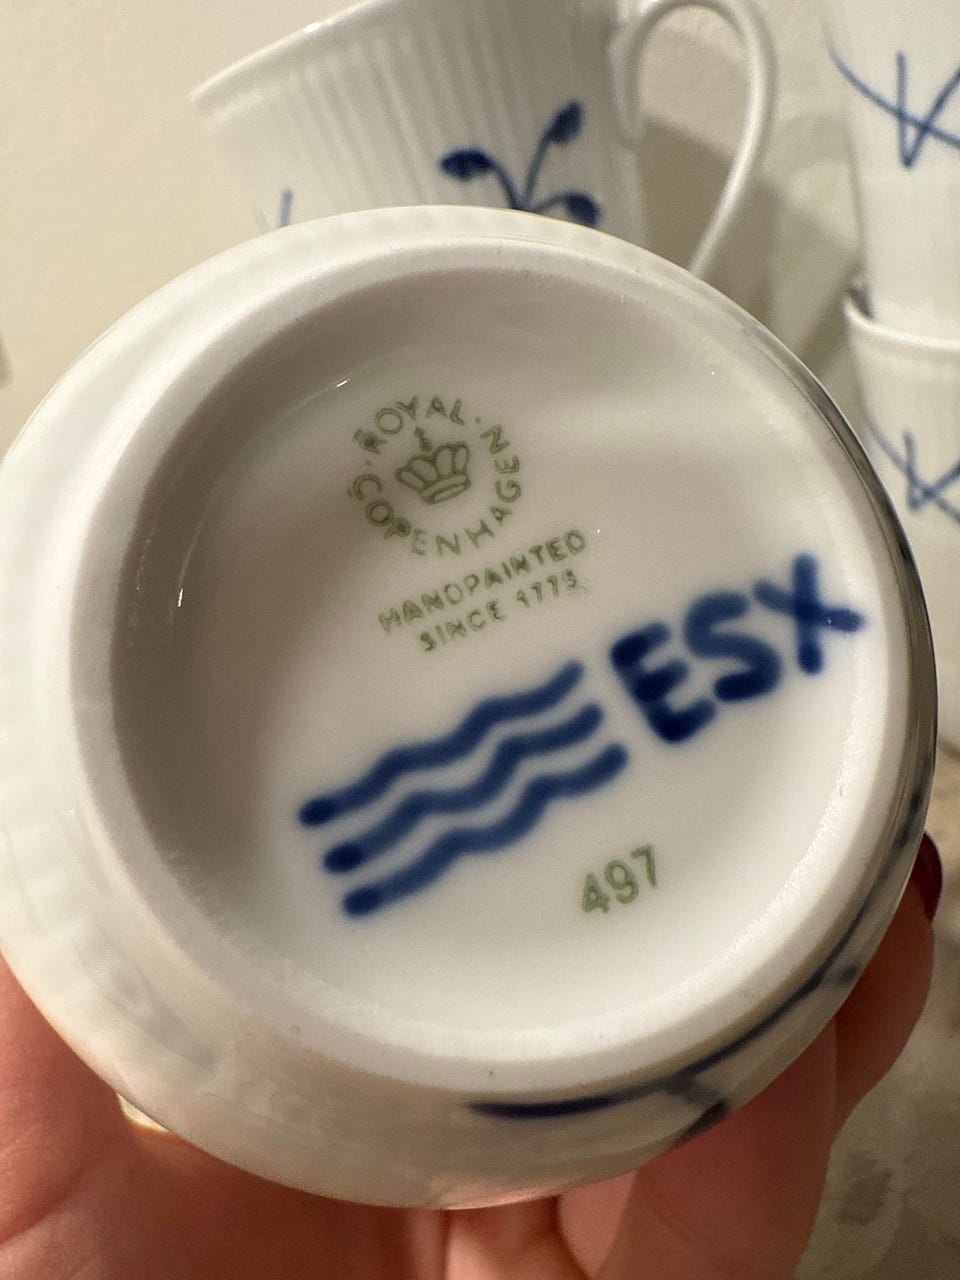 ROYAL · COPENHAGEN ·
HANDPAINTED
SINCE 1775
ESX
497